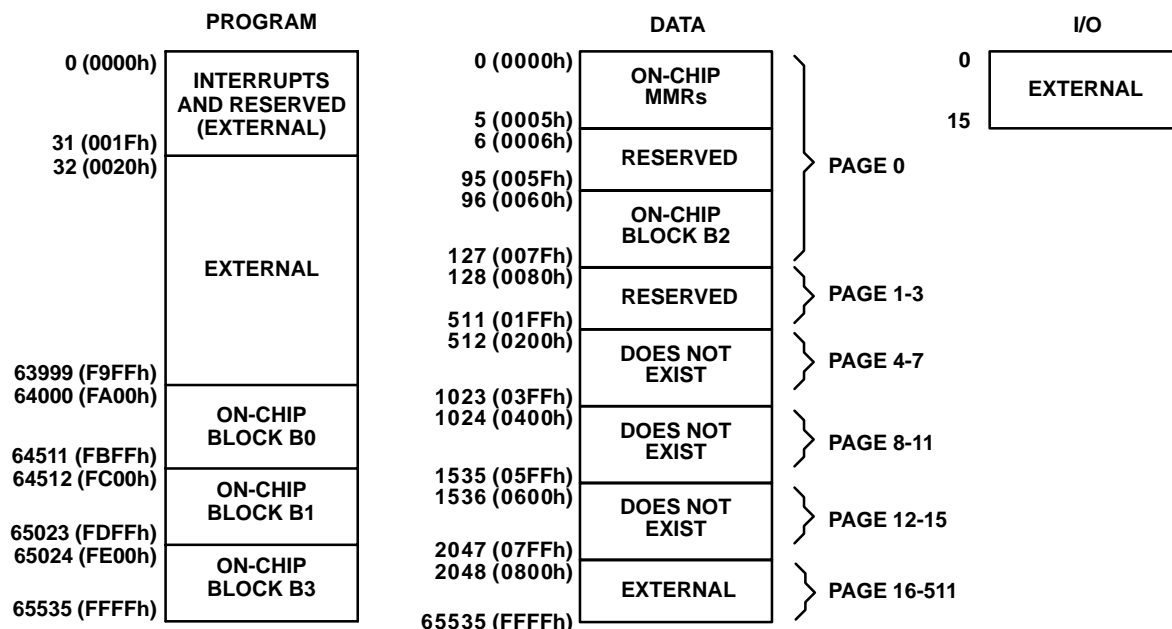 PROGRAM
0 (0000h)
INTERRUPTS
AND RESERVED
(EXTERNAL)
31 (001Fh)
32 (0020h)
EXTERNAL
63999 (F9FFh)
64000 (FA00h)
ON-CHIP
BLOCK B0
64511 (FBFFh)
64512 (FC00h)
ON-CHIP
BLOCK B1
65023 (FDFFh)
65024 (FE00h)
ON-CHIP
BLOCK B3
65535 (FFFFh)
DATA
0 (0000h)
ON-CHIP
MMRs
5 (0005h)
6 (0006h)
RESERVED
95 (005Fh)
96 (0060h)
ON-CHIP
BLOCK B2
127 (007Fh)
128 (0080h)
RESERVED
511 (01FFh)
512 (0200h)
DOES NOT
EXIST
1023 (03FFh)
1024 (0400h)
DOES NOT
EXIST
1535 (05FFh)
1536 (0600h)
DOES NOT
EXIST
2047 (07FFh)
2048 (0800h)
EXTERNAL
65535 (FFFFh)
PAGE 0
PAGE 1-3
PAGE 4-7
PAGE 8-11
PAGE 12-15
PAGE 16-511
I/O
0
EXTERNAL
15